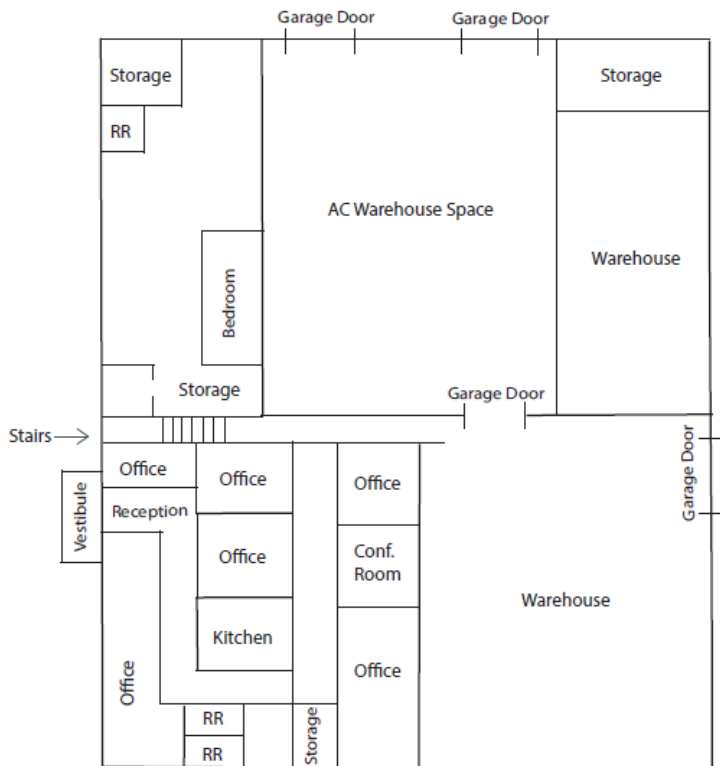 Garage Door
Garage Door
Storage
Storage
RR
AC Warehouse Space
Warehouse
Bedroom
Storage
Garage Door
Stairs
Garage Door
Office
Office
Office
Vestibule
Reception
Office
Conf.
Room
Warehouse
Kitchen
Office
Office
RR
Storage
RR